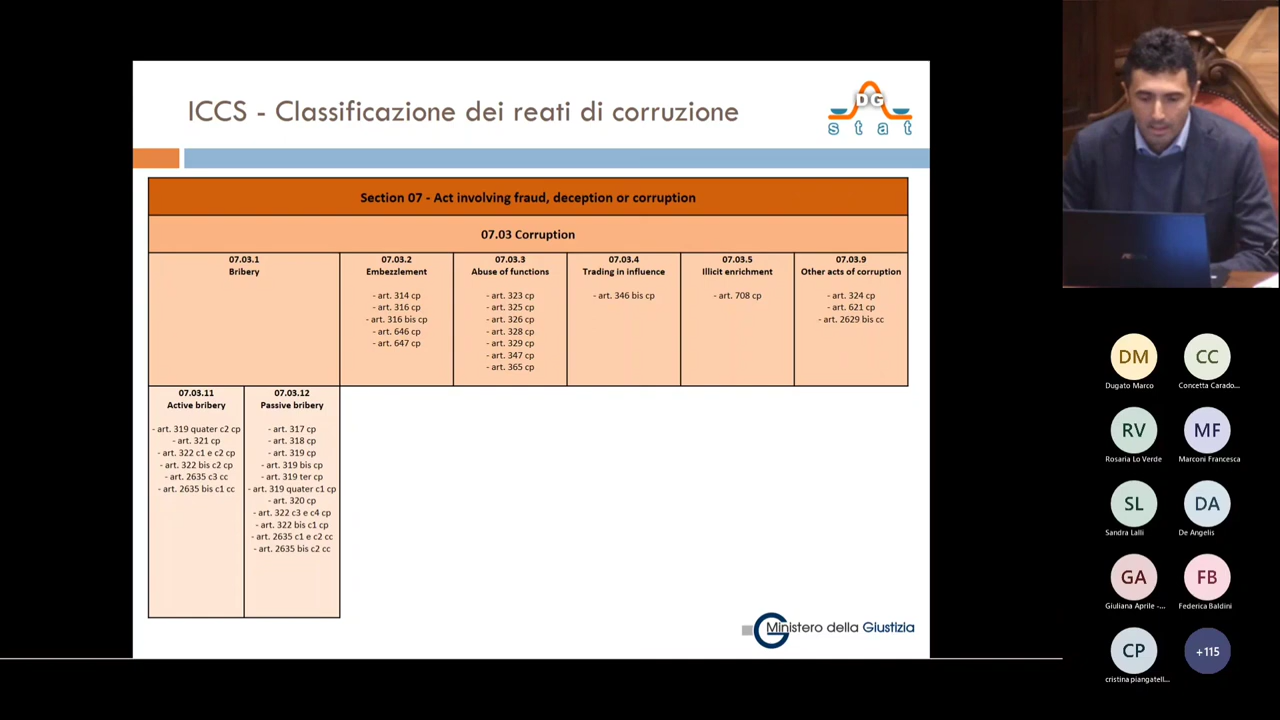 ICCS - Classificazione dei reati di corruzione
DG
stat
Section 07 - Act involving fraud, deception or corruption
07.03 Corruption
07.03.1
Bribery
07.03.2
Embezzlement
- art. 314 cp
- art. 316 cp
- art. 316 bis cp
- art. 646 cp
- art. 647 cp
07.03.3
Abuse of functions
- art. 323 cp
- art. 325 cp
- art. 326 cp
- art. 328 cp
- art. 329 cp
- art. 347 cp
- art. 365 cp
07.03.4
Trading in influence
- art. 346 bis cp
07.03.5
Illicit enrichment
- art. 708 cp
07.03.9
Other acts of corruption
- art. 324 cp
- art. 621 cp
- art. 2629 bis cc
07.03.11
Active bribery
- art. 319 quater c2 cp
- art. 321 cp
- art. 322 c1 e c2 cp
- art. 322 bis c2 cp
- art. 2635 c3 cc
- art. 2635 bis c1 cc
07.03.12
Passive bribery
- art. 317 cp
- art. 318 cp
- art. 319 cp
- art. 319 bis cp
- art. 319 ter cp
- art. 319 quater c1 cp
- art. 320 cp
- art. 322 c3 e c4 cp
- art. 322 bis c1 cp
- art. 2635 c1 e c2 cc
- art. 2635 bis c2 cc
Ministero della Giustizia
DM
Dugato Marco
CC
Concetta Carado...
RV
Rosaria Lo Verde
MF
Marconi Francesca
SL
Sandra Lalli
DA
De Angelis
GA
Giuliana Aprile -...
FB
Federica Baldini
CP
cristina piangatell...
+115